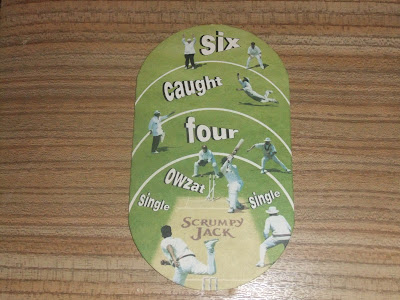 six
caught
four
owzat
single single
SCRUMPY
JACK